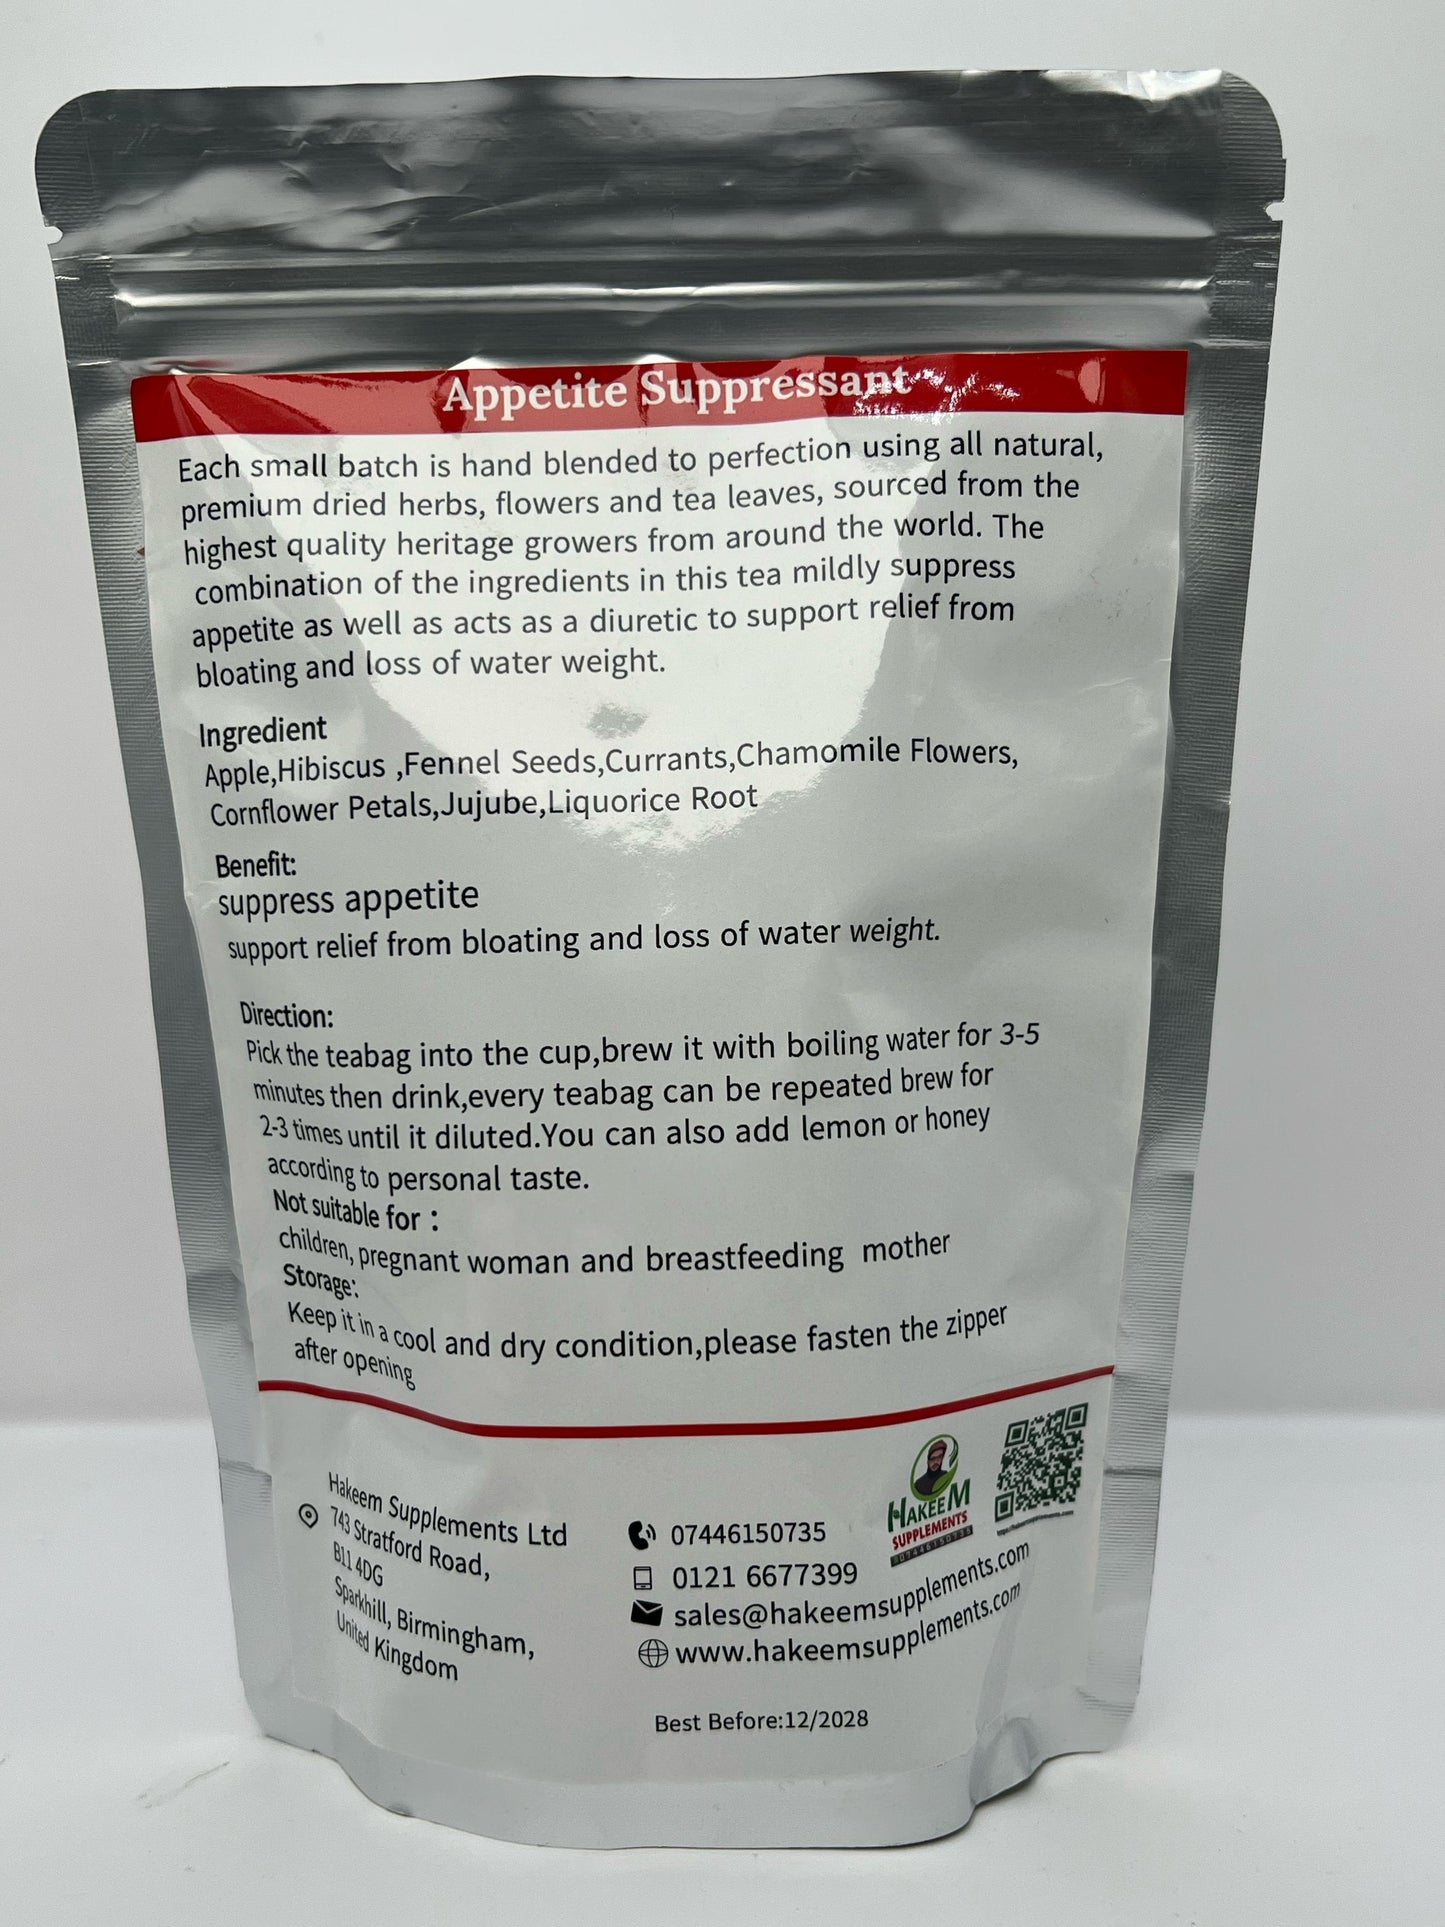 Appetite Suppressant
Each small batch is hand blended to perfection using all natural,
premium dried herbs, flowers and tea leaves, sourced from the
highest quality heritage growers from around the world. The
combination of the ingredients in this tea mildly suppress
appetite as well as acts as a diuretic to support relief from
bloating and loss of water weight.
Ingredient
Apple,Hibiscus ,Fennel Seeds,Currants,Chamomile Flowers,
Cornflower Petals,Jujube,Liquorice Root
Benefit:
suppress appetite
support relief from bloating and loss of water weight.
Direction:
Pick the teabag into the cup,brew it with boiling water for 3-5
minutes then drink,every teabag can be repeated brew for
2-3 times until it diluted.You can also add lemon or honey
according to personal taste.
Not suitable for :
children, pregnant woman and breastfeeding mother
Storage:
Keep it in a cool and dry condition,please fasten the zipper
after opening
Hakeem Supplements Ltd
743 Stratford Road,
B11 4DG
Sparkhill, Birmingham,
United Kingdom
07446150735
0121 6677399
sales@hakeemsupplements.com
www.hakeemsupplements.com
HAKEEM
SUPPLEMENTS
07446150735
Best Before:12/2028